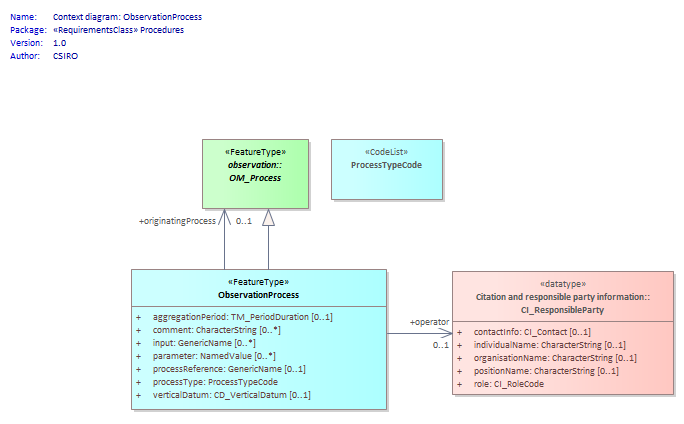 Name: Context diagram: ObservationProcess
Package: «RequirementsClass» Procedures
Version: 1.0
Author: CSIRO
«FeatureType»
observation::
OM_Process
«CodeList»
ProcessTypeCode
+originatingProcess
0..1
«FeatureType»
ObservationProcess
+ aggregationPeriod: TM_PeriodDuration [0..1]
+ comment: CharacterString [0..*]
+ input: GenericName [0..*]
+ parameter: NamedValue [0..*]
+ processReference: GenericName [0..1]
+ processType: ProcessTypeCode
+ verticalDatum: CD_VerticalDatum [0..1]
+operator
0..1
«datatype»
Citation and responsible party information::
CI_ResponsibleParty
+ contactInfo: CI_Contact [0..1]
+ individualName: CharacterString [0..1]
+ organisationName: CharacterString [0..1]
+ positionName: CharacterString [0..1]
+ role: CI_RoleCode